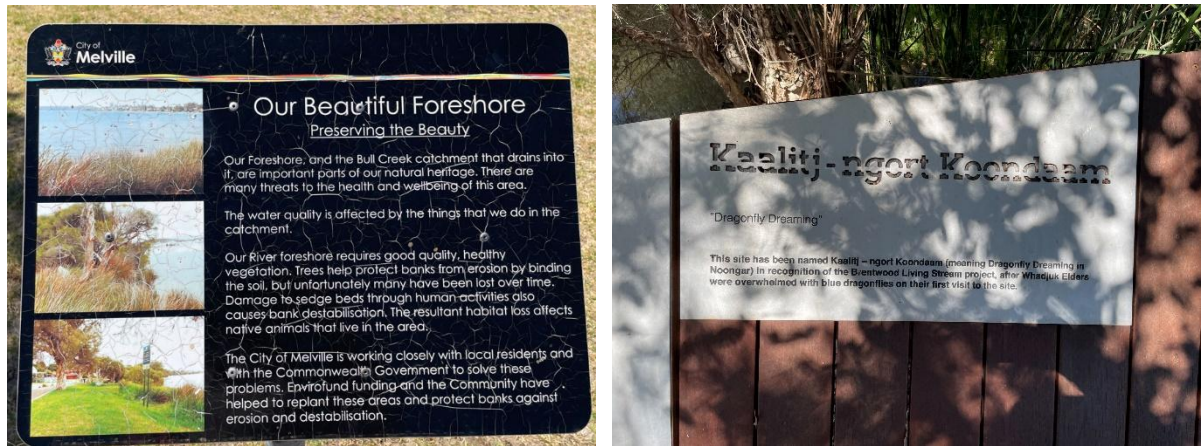 City of
Melville
Our Beautiful Foreshore
Preserving the Beauty
Our Foreshore, and the Bull Creek catchment that drains into
it, are important parts of our natural heritage. There are
many threats to the health and wellbeing of this area.
The water quality is affected by the things that we do in the
catchment.
Our River foreshore requires good quality, healthy
vegetation. Trees help protect banks from erosion by binding
the soil, but unfortunately many have been lost over time.
Damage to sedge beds through human activities also
causes bank destabilisation. The resultant habitat loss affects
native animals that live in the area.
The City of Melville is working closely with local residents and
with the Commonwealth Government to solve these
problems. Envirofund funding and the Community have
helped to replant these areas and protect banks against
erosion and destabilisation.
Kaalitj - ngort Koondaam
"Dragonfly Dreaming"
This site has been named Kaalitj – ngort Koondaam (meaning Dragonfly Dreaming in
Noongar) in recognition of the Brentwood Living Stream project, after Whadjuk Elders
were overwhelmed with blue dragonflies on their first visit to the site.